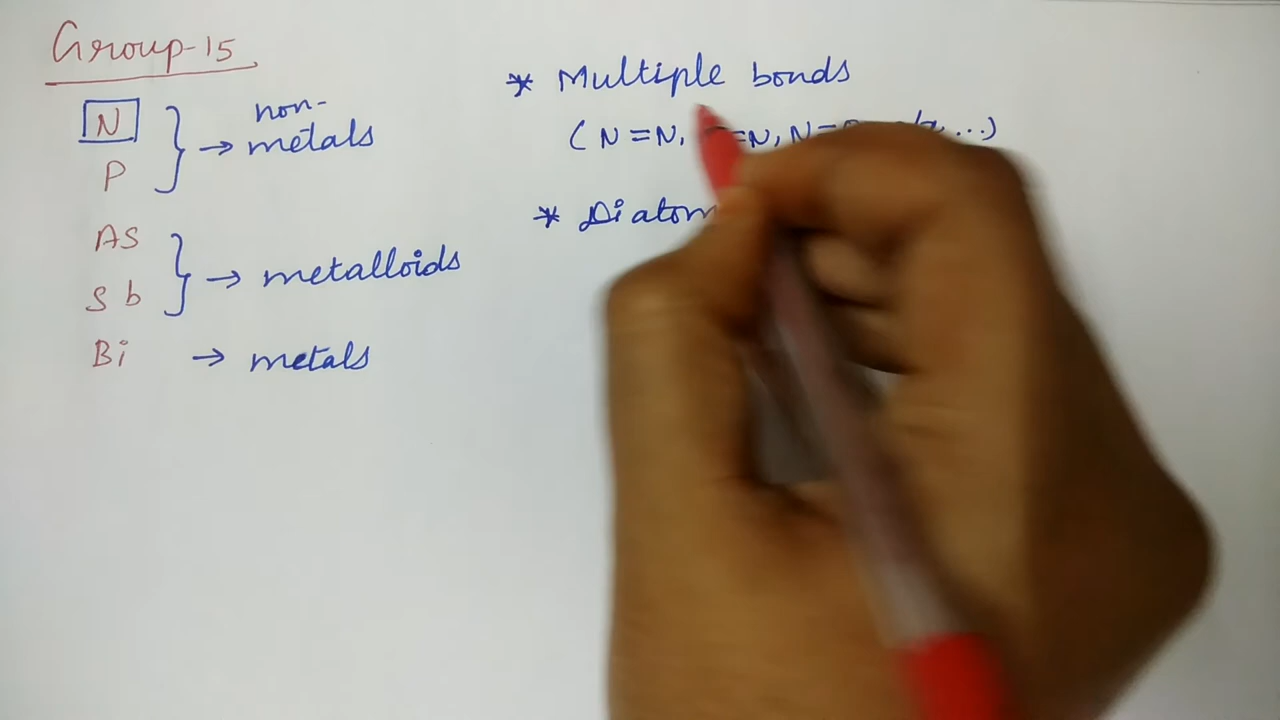 Group-15
N
P
non-
metals
AS
Sb
metalloids
Bi → metals
* Multiple bonds
( N=N, =N, N=
...)
* Diatom